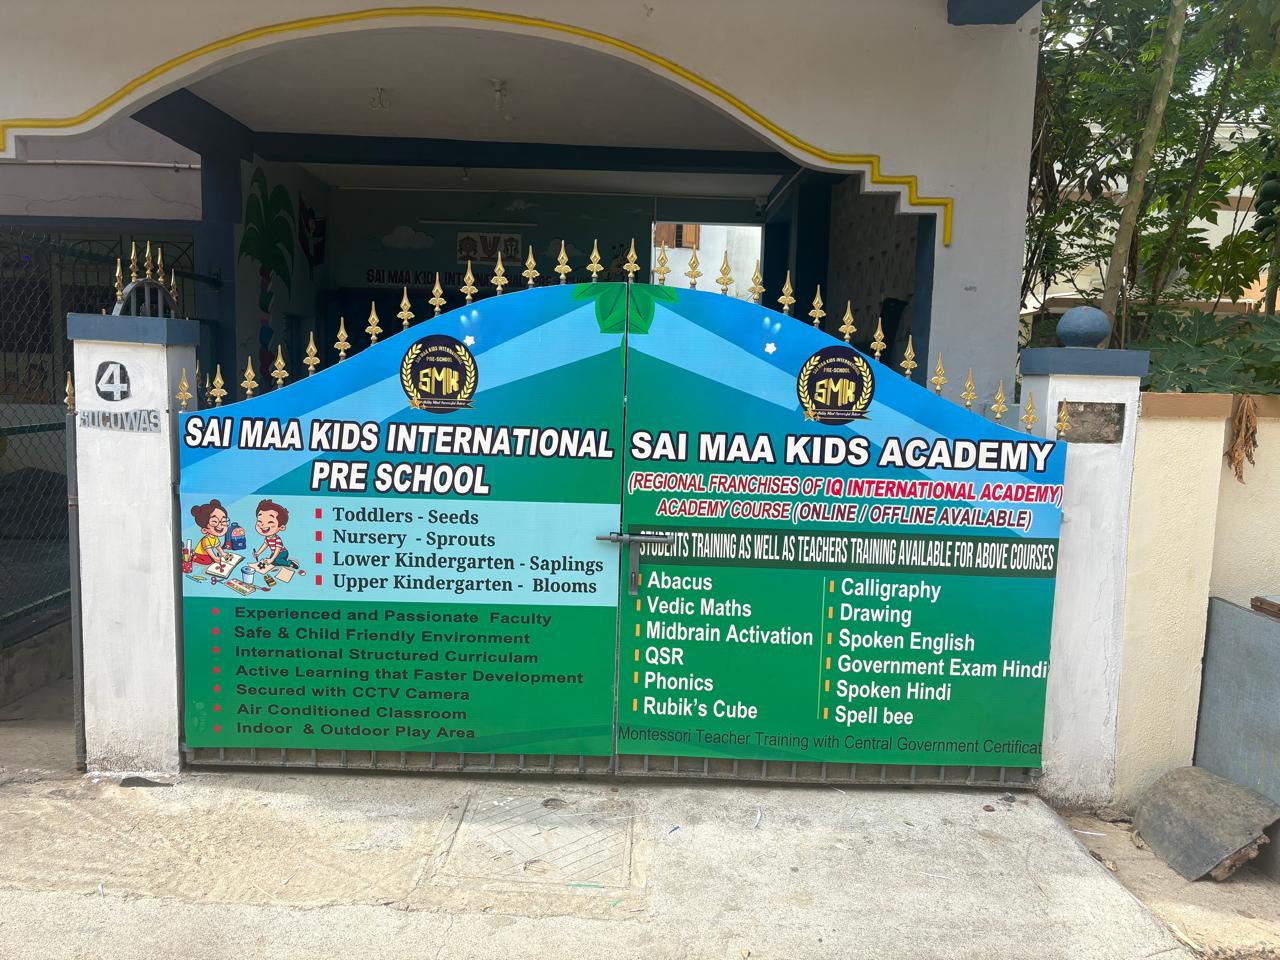 SAI MAA KIDS INTERNATIONAL
4
SUCUWAS
SMK
SAI MAA KIDS INTERNATIONAL
PRE SCHOOL
Toddlers - Seeds
Nursery - Sprouts
Lower Kindergarten - Saplings
Upper Kindergarten - Blooms
Experienced and Passionate Faculty
Safe & Child Friendly Environment
International Structured Curriculam
Active Learning that Faster Development
Secured with CCTV Camera
Air Conditioned Classroom
Indoor & Outdoor Play Area
SMK
SAI MAA KIDS ACADEMY
(REGIONAL FRANCHISES OF IQ INTERNATIONAL ACADEMY)
ACADEMY COURSE (ONLINE / OFFLINE AVAILABLE)
STUDENTS TRAINING AS WELL AS TEACHERS TRAINING AVAILABLE FOR ABOVE COURSES
Abacus
Vedic Maths
Midbrain Activation
QSR
Phonics
Rubik's Cube
Calligraphy
Drawing
Spoken English
Government Exam Hindi
Spoken Hindi
Spell bee
Montessori Teacher Training with Central Government Certificat